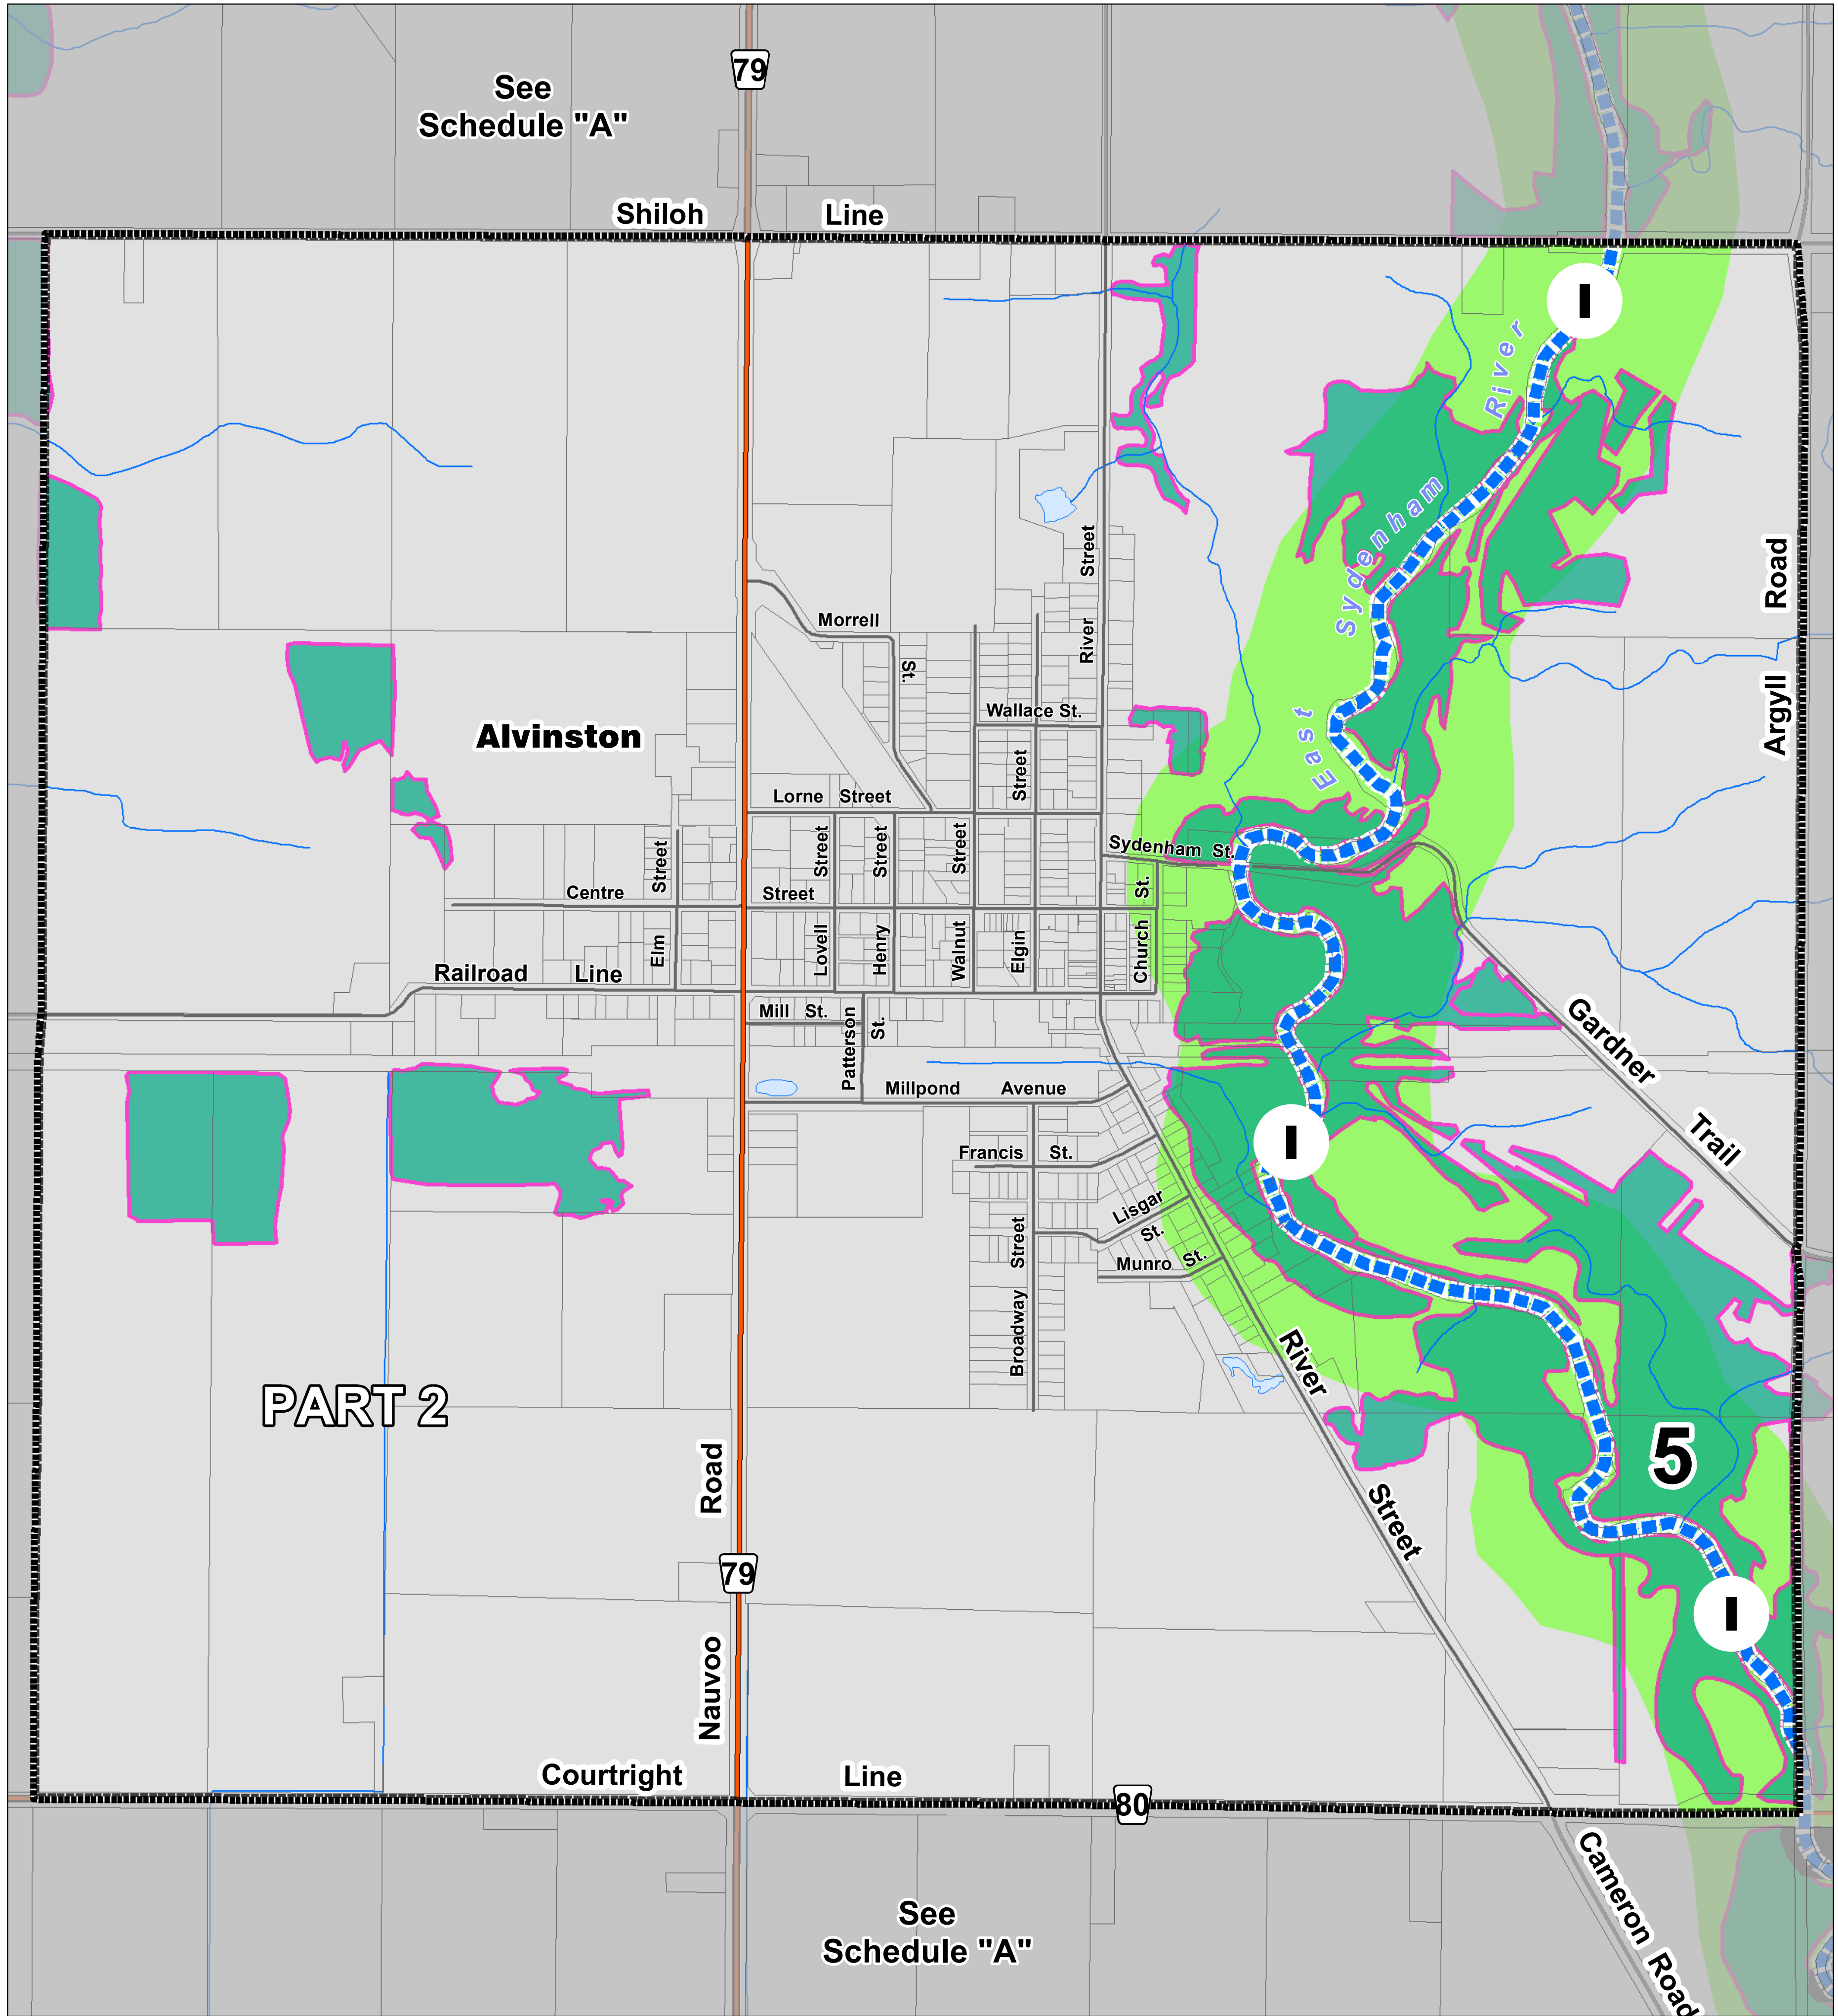 79
See
Schedule "A"
Shiloh Line
I
East Sydenham River
Road
Argyll
Street
River
Morrell
St.
Wallace St.
Alvinston
Street
Lorne Street
Sydenham St.
Street
Street
Street
Street
Centre Street
St.
Elm
Lovell
Henry
Walnut
Elgin
Church
Railroad Line
Mill St.
Patterson
St.
Gardner
Trail
Millpond Avenue
I
Francis St.
Lisgar
St.
Munro St.
Street
Broadway
River
Street
PART 2
5
Road
79
I
Nauvoo
Courtright Line
80
See
Schedule "A"
Cameron Road